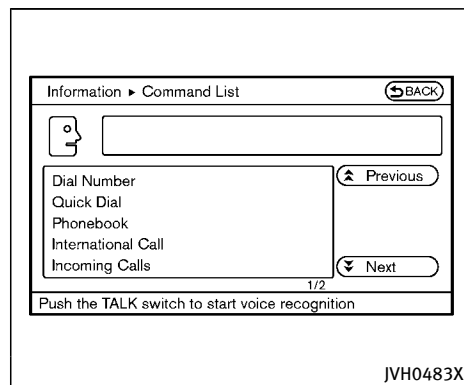 Information ▸ Command List
BACK
Dial Number
Previous
Quick Dial
Phonebook
International Call
Incoming Calls
Next
1/2
Push the TALK switch to start voice recognition
JVH0483X